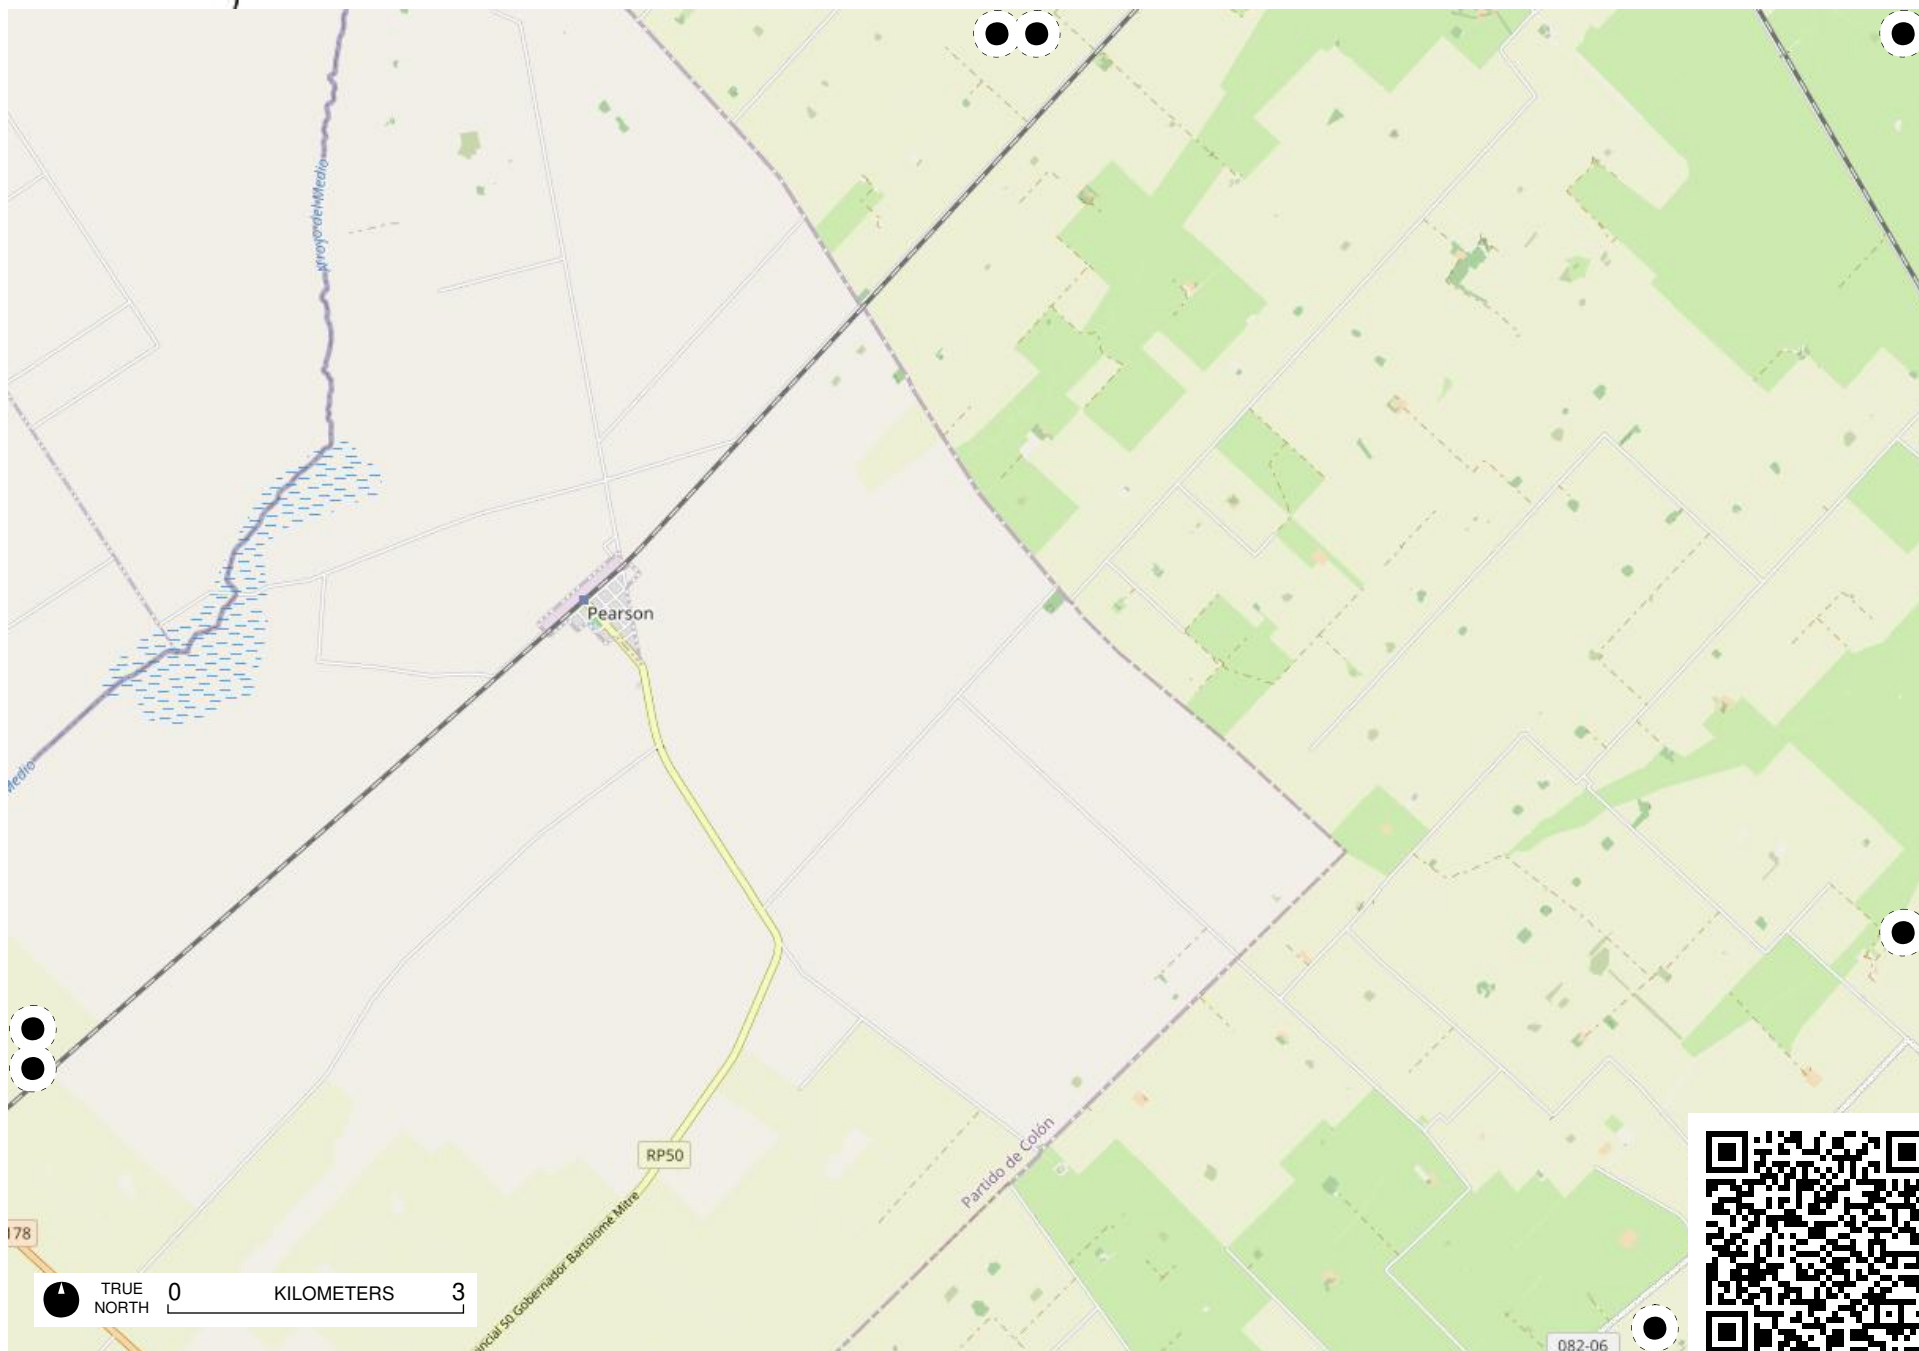 Arroyo del Medio
Pearson
Medio
RP50
Partido de Colón
178
incial 50 Gobernador Bartolomé Mitre
TRUE
NORTH
0 KILOMETERS 3
082-06